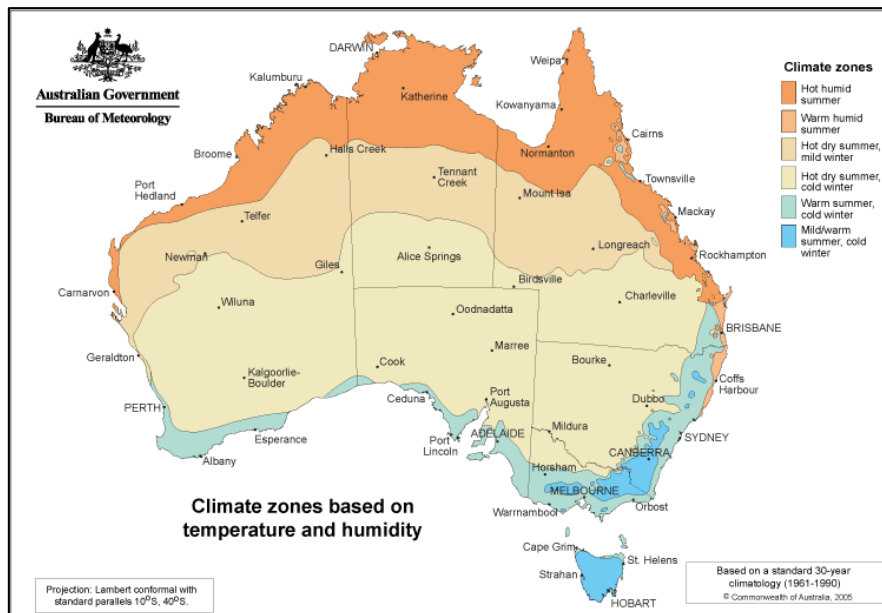 Australian Government
Bureau of Meteorology
Climate zones
Hot humid
summer
Warm humid
summer
Hot dry summer,
mild winter
Hot dry summer,
cold winter
Warm summer,
cold winter
Mild/warm
summer, cold
winter
DARWIN
Weipa
Kalumburu
Katherine
Kowanyama
Cairns
Broome
Halls Creek
Normanton
Tennant
Creek
Townsville
Port
Hedland
Mount Isa
Mackay
Telfer
Longreach
Newman
Rockhampton
Giles
Alice Springs
Birdsville
Carnarvon
Wiluna
Charleville
Oodnadatta
BRISBANE
Geraldton
Marree
Bourke
Cook
Kalgoorlie-
Boulder
Coffs
Harbour
Ceduna
Port
Augusta
Dubbo
PERTH
Mildura
Esperance
Port
Lincoln
ADELAIDE
SYDNEY
CANBERRA
Albany
Horsham
MELBOURNE
Orbost
Warrnambool
Climate zones based on
temperature and humidity
Cape Grim
St. Helens
Strahan
HOBART
Projection: Lambert conformal with
standard parallels 10°S, 40°S.
Based on a standard 30-year
climatology (1961-1990)
© Commonwealth of Australia, 2005